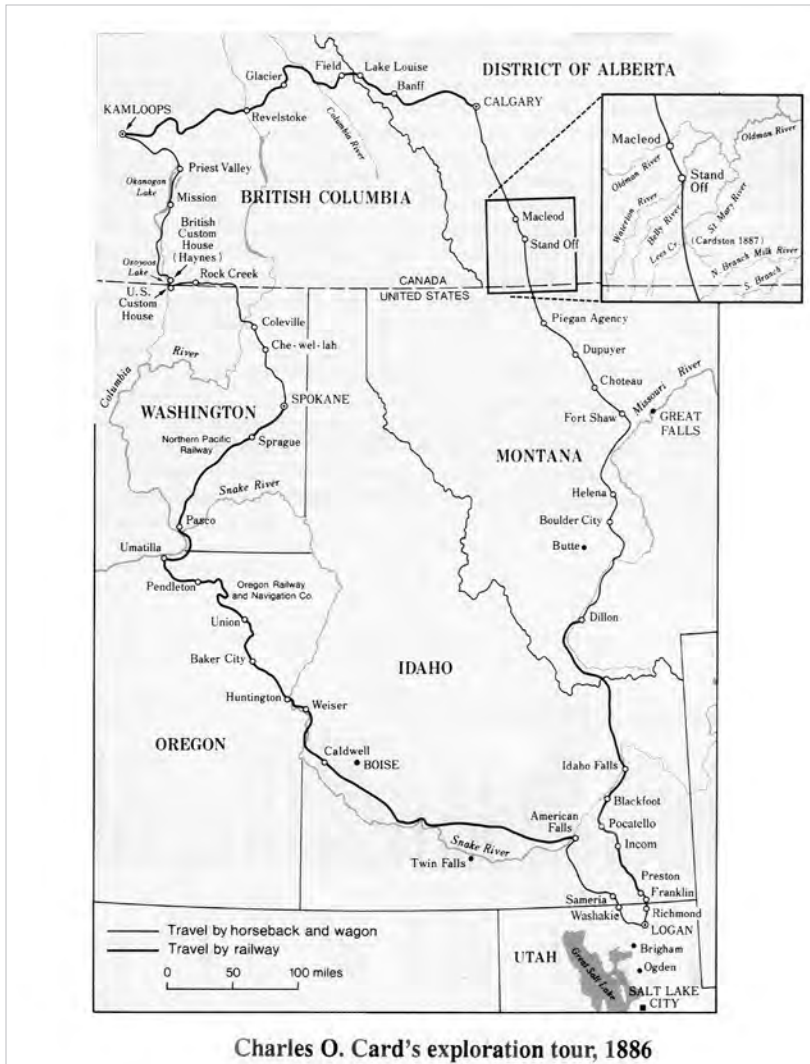 Glacier
Field
Lake Louise
Banff
DISTRICT OF ALBERTA
KAMLOOPS
Revelstoke
Columbia
River
CALGARY
Macleod
Oldman River
Oldman River
Stand
Off
Waterton River
Belly River
St. Mary River
Lees Cr.
(Cardston 1887)
N. Branch Milk River
S. Branch
Priest Valley
Okanogan
Lake
Mission
BRITISH COLUMBIA
British
Custom
House
(Haynes)
Osoyoos
Lake
Rock Creek
U.S.
Custom
House
Macleod
Stand Off
CANADA
UNITED STATES
Piegan Agency
Coleville
Che-wel-lah
Dupuyer
Columbia
River
Choteau
Missouri River
WASHINGTON
SPOKANE
Fort Shaw
GREAT
FALLS
Northern Pacific
Railway
Sprague
MONTANA
Snake River
Helena
Pasco
Boulder City
Umatilla
Butte
Pendleton
Oregon Railway
and Navigation Co.
Union
Dillon
Baker City
IDAHO
Huntington
Weiser
OREGON
Caldwell
BOISE
Idaho Falls
Blackfoot
American
Falls
Pocatello
Incom
Snake River
Twin Falls
Preston
Franklin
Sameria
Washakie
Richmond
LOGAN
Travel by horseback and wagon
Travel by railway
0 50 100 miles
UTAH
Great Salt Lake
Brigham
Ogden
SALT LAKE
CITY
Charles O. Card's exploration tour, 1886